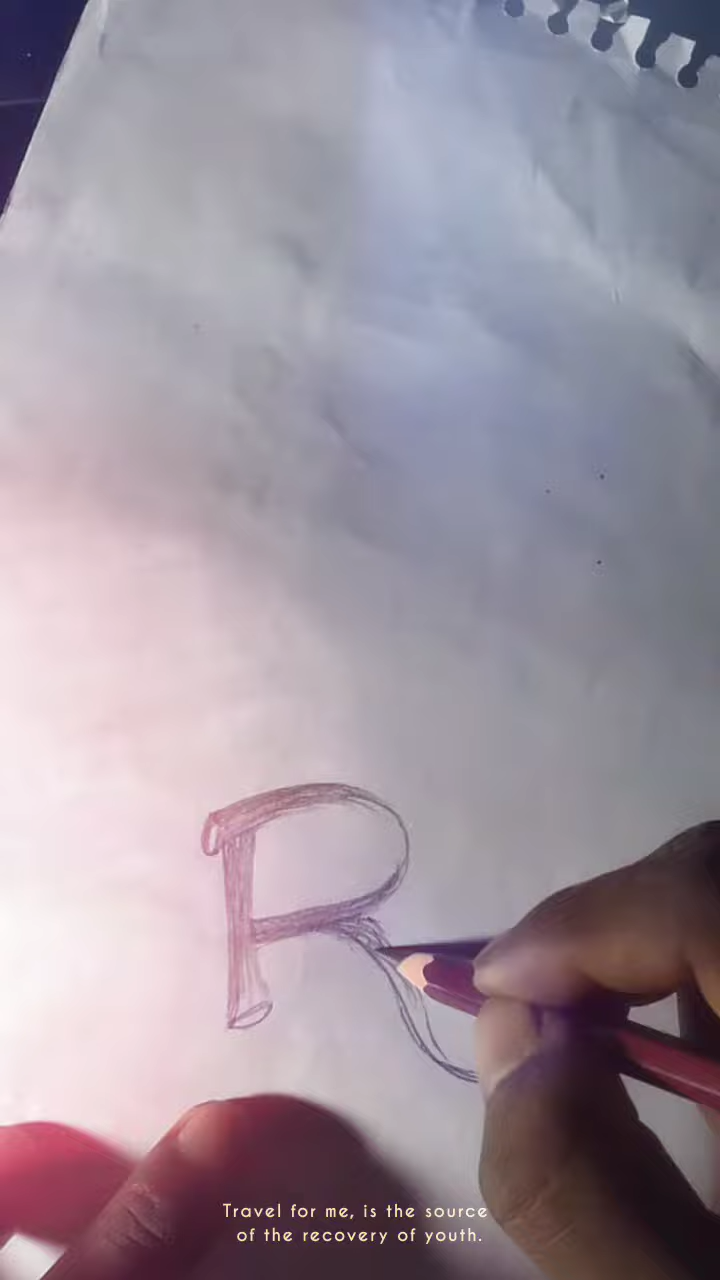 R
Travel for me, is the source
of the recovery of youth.